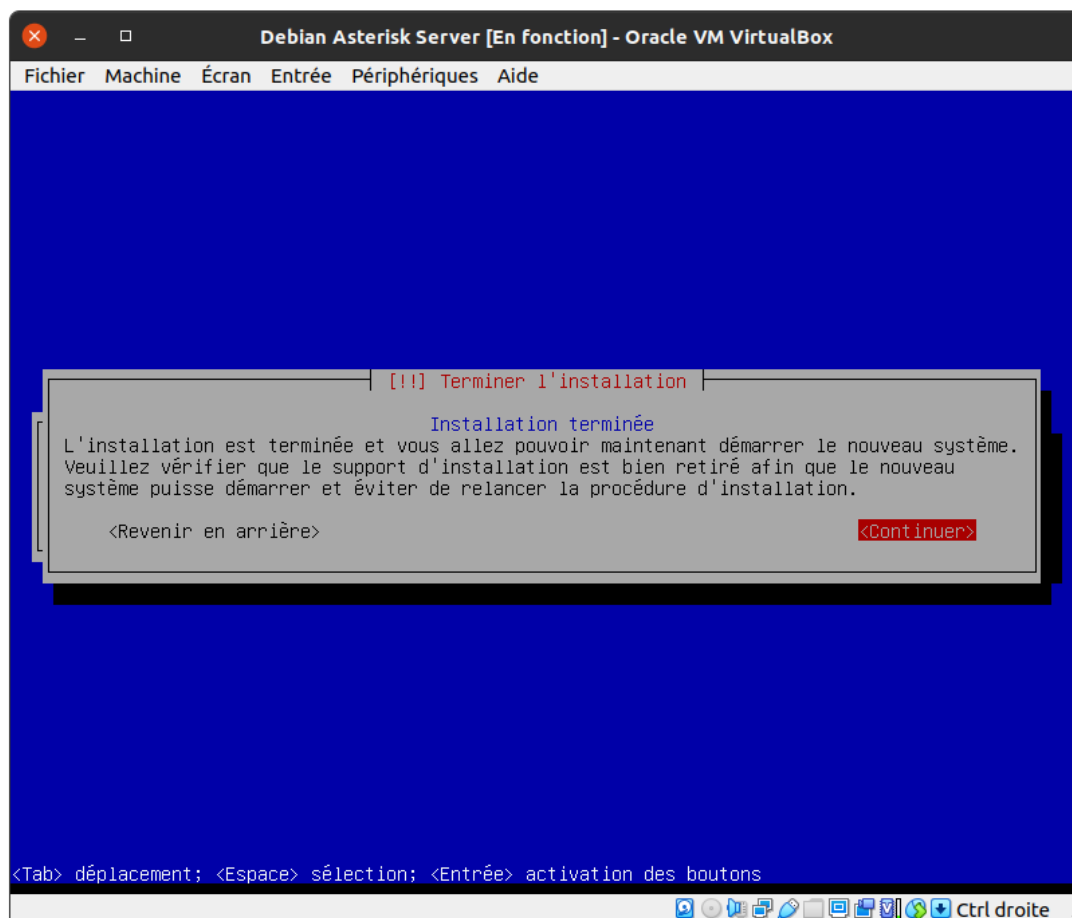 Debian Asterisk Server [En fonction] - Oracle VM VirtualBox
Fichier Machine Écran Entrée Périphériques Aide
[!!] Terminer l'installation
Installation terminée
L'installation est terminée et vous allez pouvoir maintenant démarrer le nouveau système.
Veuillez vérifier que le support d'installation est bien retiré afin que le nouveau
système puisse démarrer et éviter de relancer la procédure d'installation.
<Revenir en arrière> <Continuer>
<Tab> déplacement; <Espace> sélection; <Entrée> activation des boutons
Ctrl droite